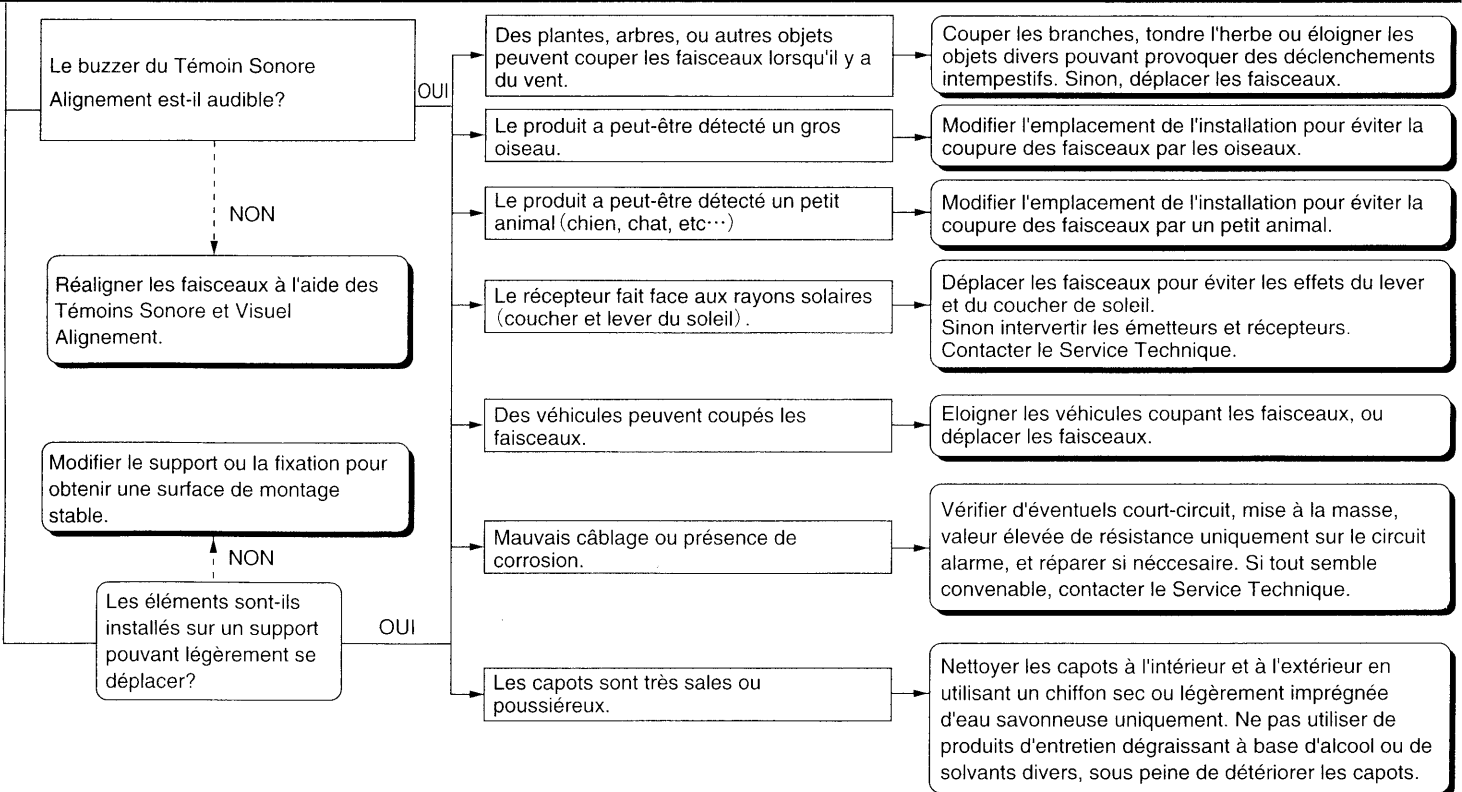 Le buzzer du Témoin Sonore
Alignement est-il audible?
OUI
NON
Réaligner les faisceaux à l'aide des
Témoins Sonore et Visuel
Alignement.
Modifier le support ou la fixation pour
obtenir une surface de montage
stable.
NON
Les éléments sont-ils
installés sur un support
pouvant légèrement se
déplacer?
OUI
Des plantes, arbres, ou autres objets
peuvent couper les faisceaux lorsqu'il y a
du vent.
Couper les branches, tondre l'herbe ou éloigner les
objets divers pouvant provoquer des déclenchements
intempestifs. Sinon, déplacer les faisceaux.
Le produit a peut-être détecté un gros
oiseau.
Modifier l'emplacement de l'installation pour éviter la
coupure des faisceaux par les oiseaux.
Le produit a peut-être détecté un petit
animal (chien, chat, etc···)
Modifier l'emplacement de l'installation pour éviter la
coupure des faisceaux par un petit animal.
Le récepteur fait face aux rayons solaires
(coucher et lever du soleil).
Déplacer les faisceaux pour éviter les effets du lever
et du coucher de soleil.
Sinon intervertir les émetteurs et récepteurs.
Contacter le Service Technique.
Des véhicules peuvent coupés les
faisceaux.
Eloigner les véhicules coupant les faisceaux, ou
déplacer les faisceaux.
Mauvais câblage ou présence de
corrosion.
Vérifier d'éventuels court-circuit, mise à la masse,
valeur élevée de résistance uniquement sur le circuit
alarme, et réparer si néccesaire. Si tout semble
convenable, contacter le Service Technique.
Les capots sont très sales ou
poussiéreux.
Nettoyer les capots à l'intérieur et à l'extérieur en
utilisant un chiffon sec ou légèrement imprégnée
d'eau savonneuse uniquement. Ne pas utiliser de
produits d'entretien dégraissant à base d'alcool ou de
solvants divers, sous peine de détériorer les capots.